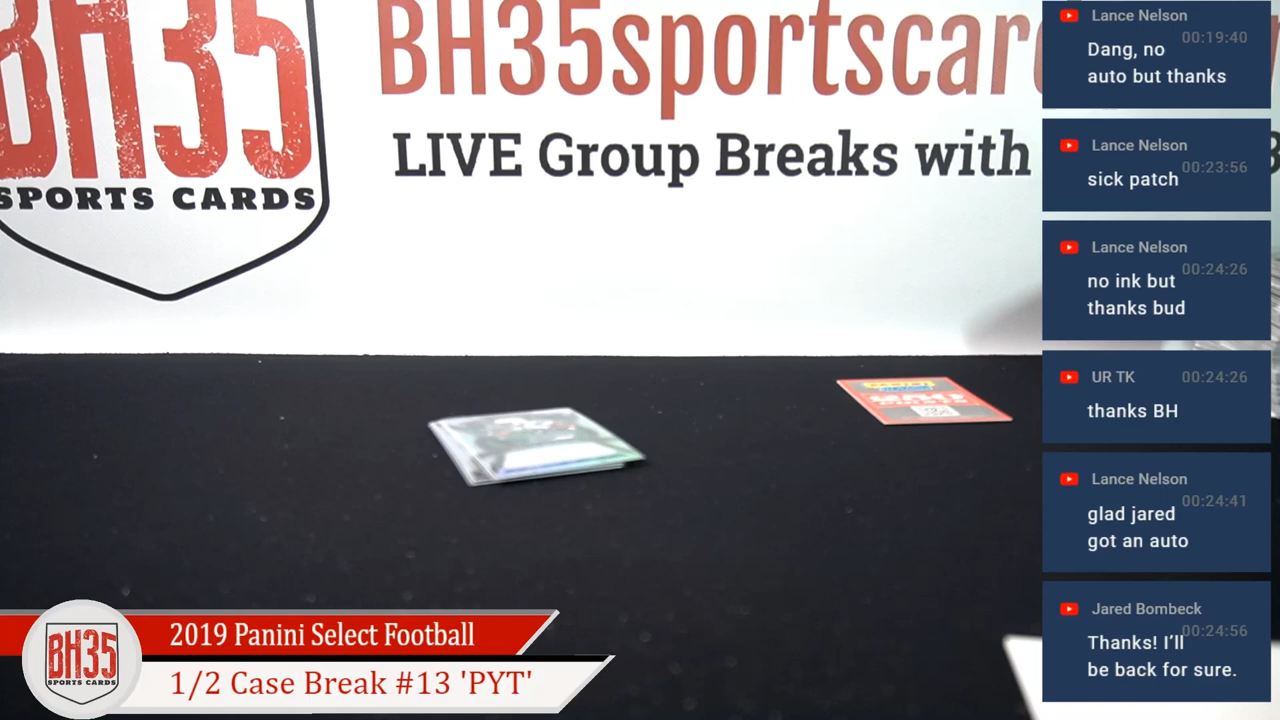 BH35
SPORTS CARDS
BH35sportscar
LIVE Group Breaks with
Lance Nelson
00:19:40
Dang, no
auto but thanks
Lance Nelson
00:23:56
sick patch
Lance Nelson
00:24:26
no ink but
thanks bud
UR TK
00:24:26
thanks BH
Lance Nelson
00:24:41
glad jared
got an auto
Jared Bombeck
00:24:56
Thanks! I'll
be back for sure.
BH35
SPORTS CARDS
2019 Panini Select Football
1/2 Case Break #13 'PYT'